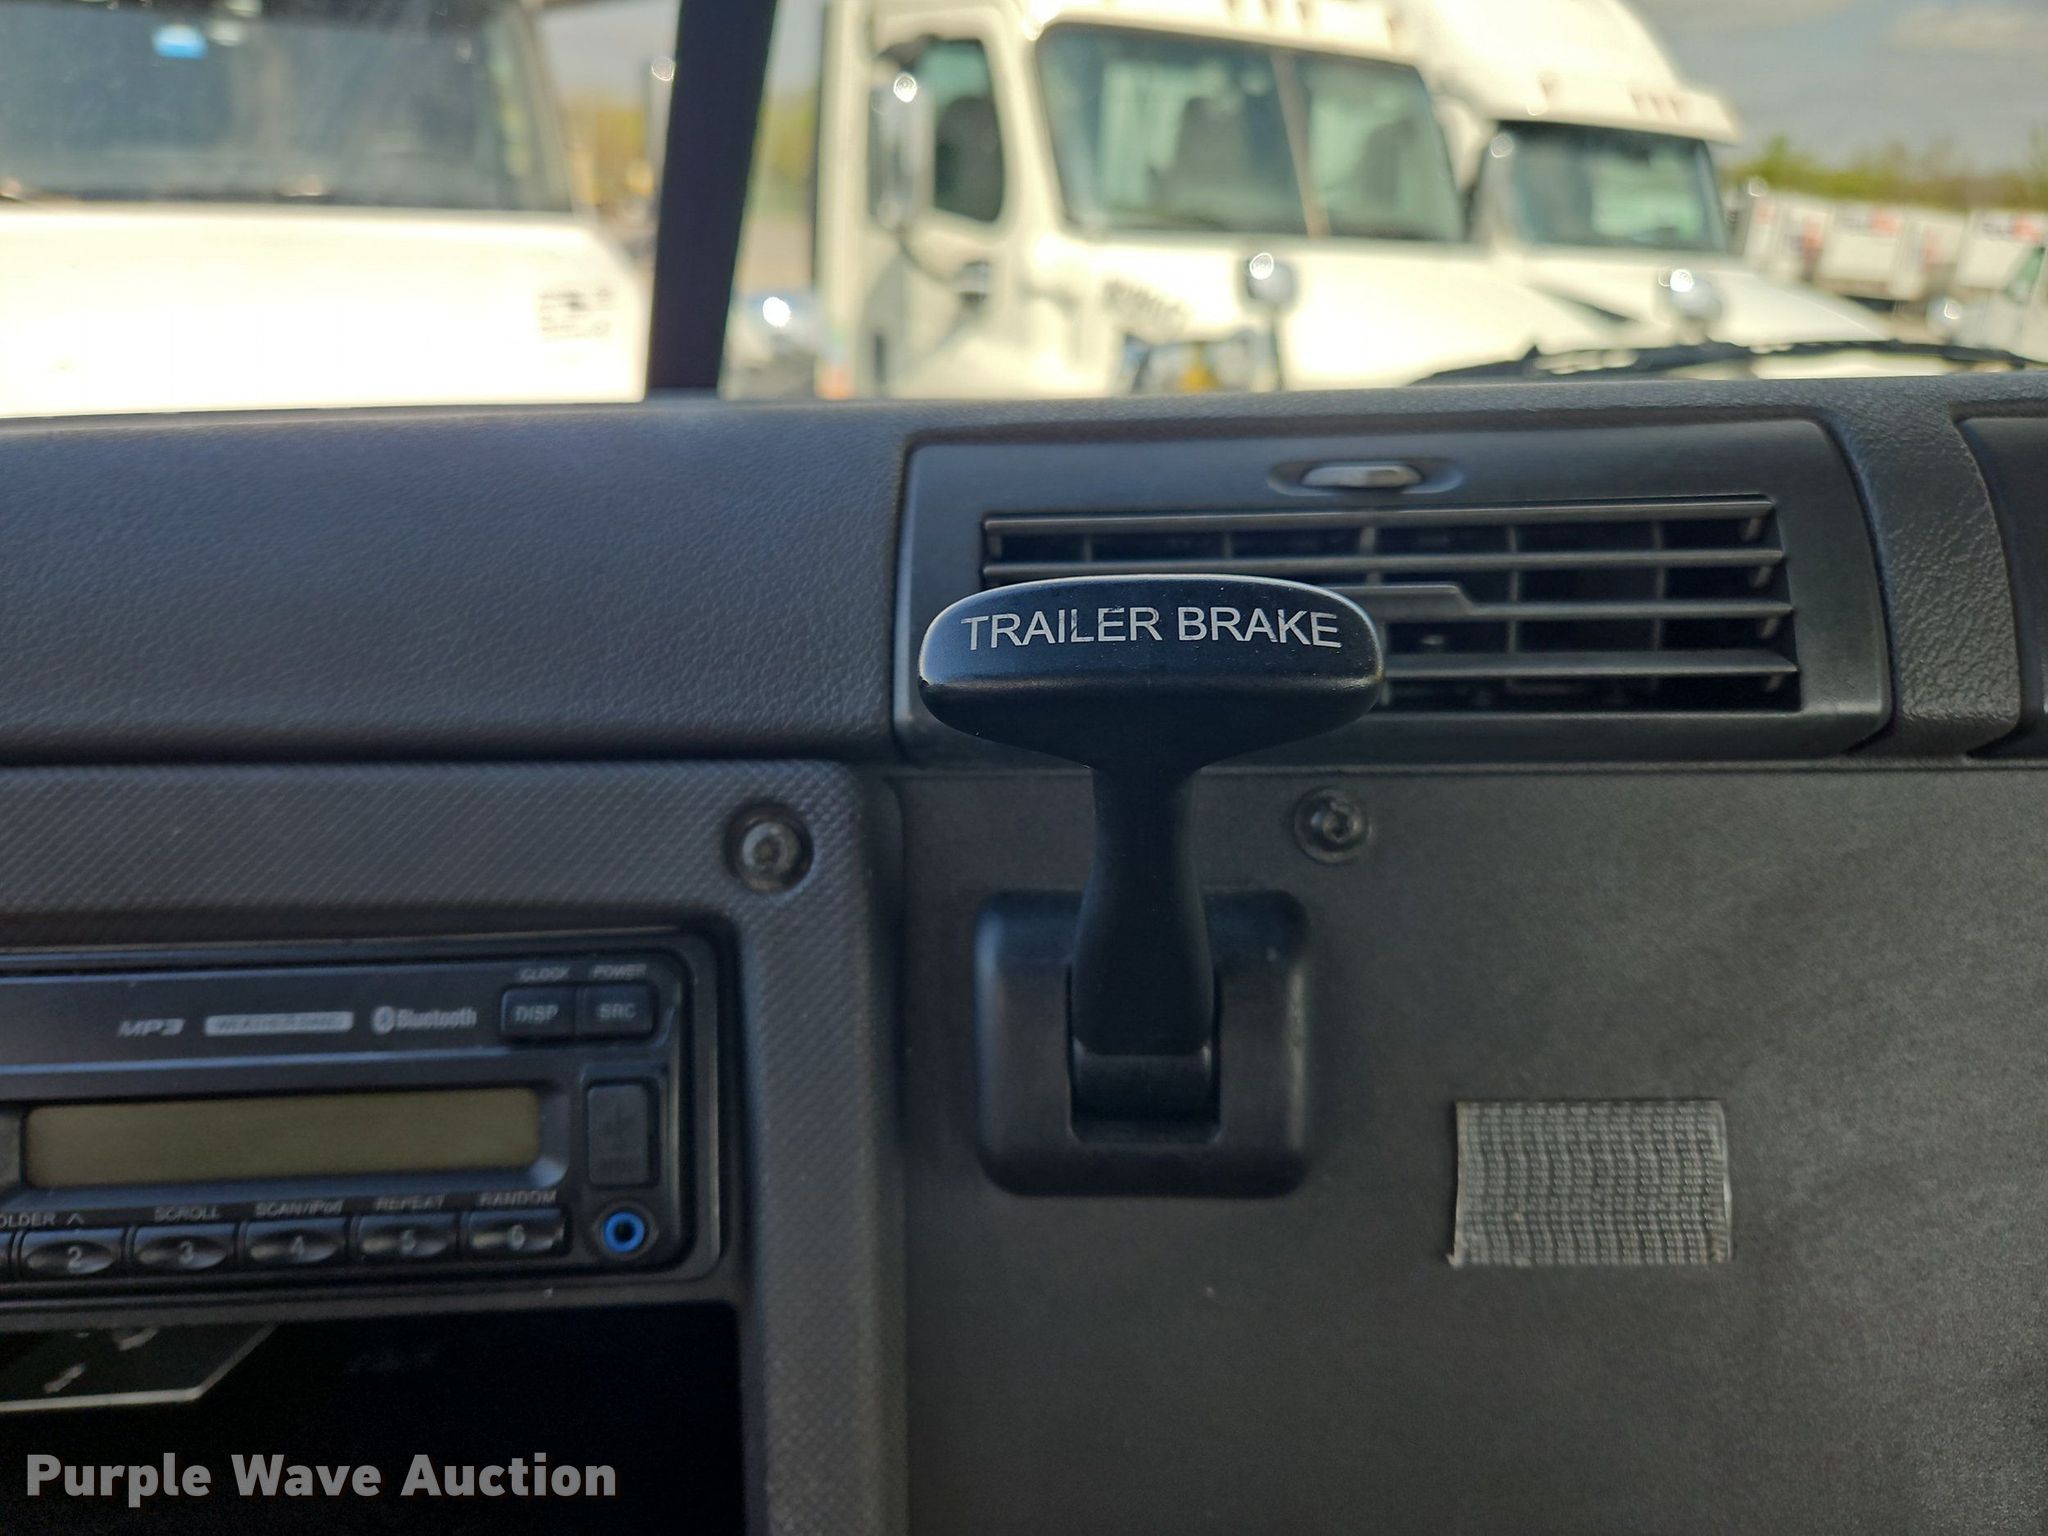 TRAILER BRAKE
CLOCK POWER
MP3 WEATHERBAND Bluetooth DISP SRC
SCROLL SCAN/iPod REPEAT RANDOM
2 3 4 5 6
Purple Wave Auction